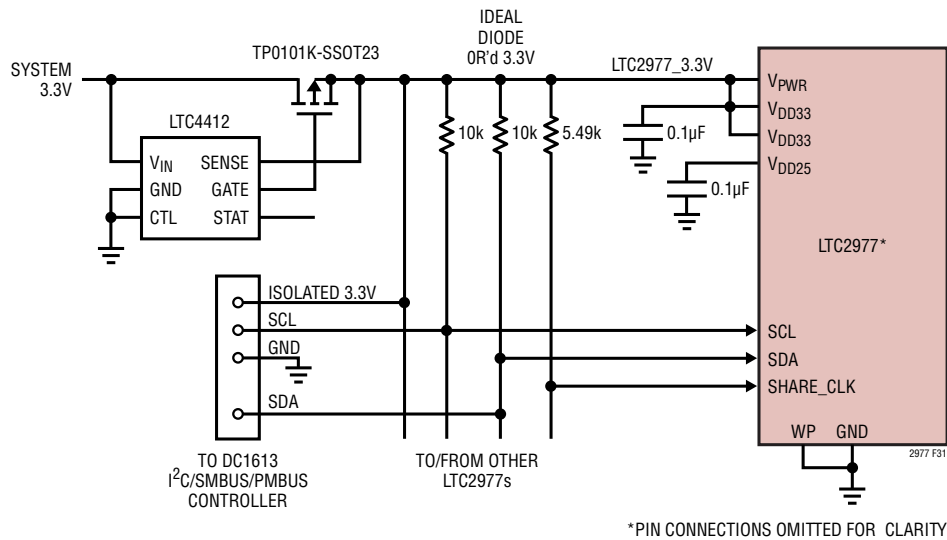 IDEAL
DIODE
0R'd 3.3V
TP0101K-SSOT23
SYSTEM
3.3V
LTC2977_3.3V
LTC4412
VIN
GND
CTL
SENSE
GATE
STAT
10k
10k
5.49k
0.1µF
0.1µF
VPWR
VDD33
VDD33
VDD25
LTC2977*
ISOLATED 3.3V
SCL
GND
SDA
SCL
SDA
SHARE_CLK
WP GND
2977 F31
TO DC1613
I2C/SMBUS/PMBUS
CONTROLLER
TO/FROM OTHER
LTC2977s
*PIN CONNECTIONS OMITTED FOR CLARITY